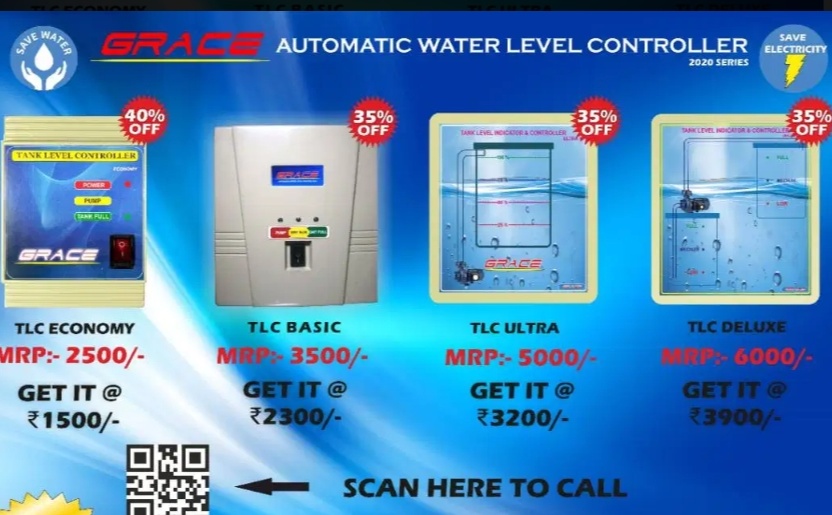 SAVE WATER
GRACE
AUTOMATIC WATER LEVEL CONTROLLER
2020 SERIES
SAVE
ELECTRICITY
40%
OFF
35%
OFF
35%
OFF
35%
OFF
TANK LEVEL CONTROLLER
ECONOMY
POWER
PUMP
TANK FULL
GRACE
GRACE
TANK LEVEL INDICATOR & CONTROLLER
GRACE
TANK LEVEL INDICATOR & CONTROLLER
FULL
LOW
TLC ECONOMY
TLC BASIC
TLC ULTRA
TLC DELUXE
MRP:- 2500/-
MRP:- 3500/-
MRP:- 5000/-
MRP:- 6000/-
GET IT @
GET IT @
GET IT @
GET IT @
₹1500/-
₹2300/-
₹3200/-
₹3900/-
SCAN HERE TO CALL